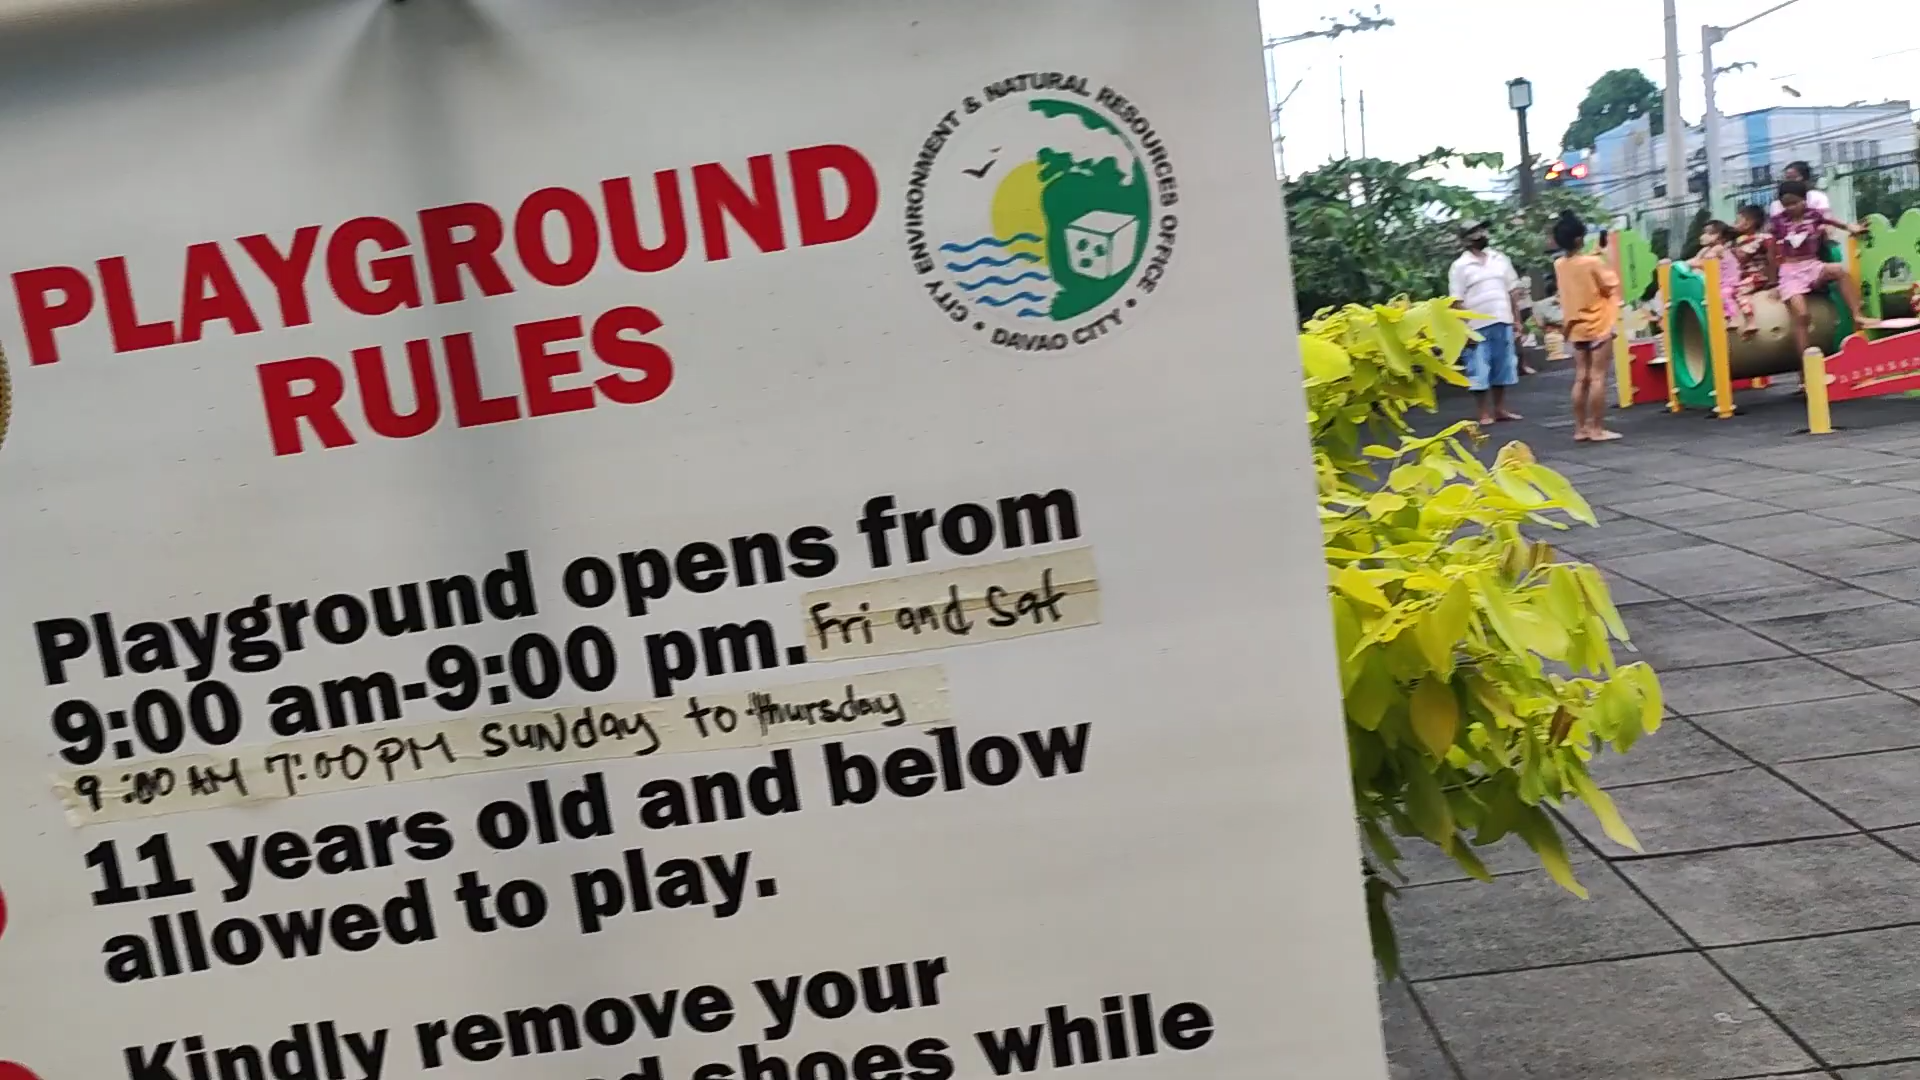 PLAYGROUND
RULES
CITY ENVIRONMENT & NATURAL RESOURCES OFFICE
• DAVAO CITY •
Playground opens from
9:00 am-9:00 pm. Fri and Sat
9:00 AM 7:00 PM SUNday to thursday
11 years old and below
allowed to play.
Kindly remove your
shoes while